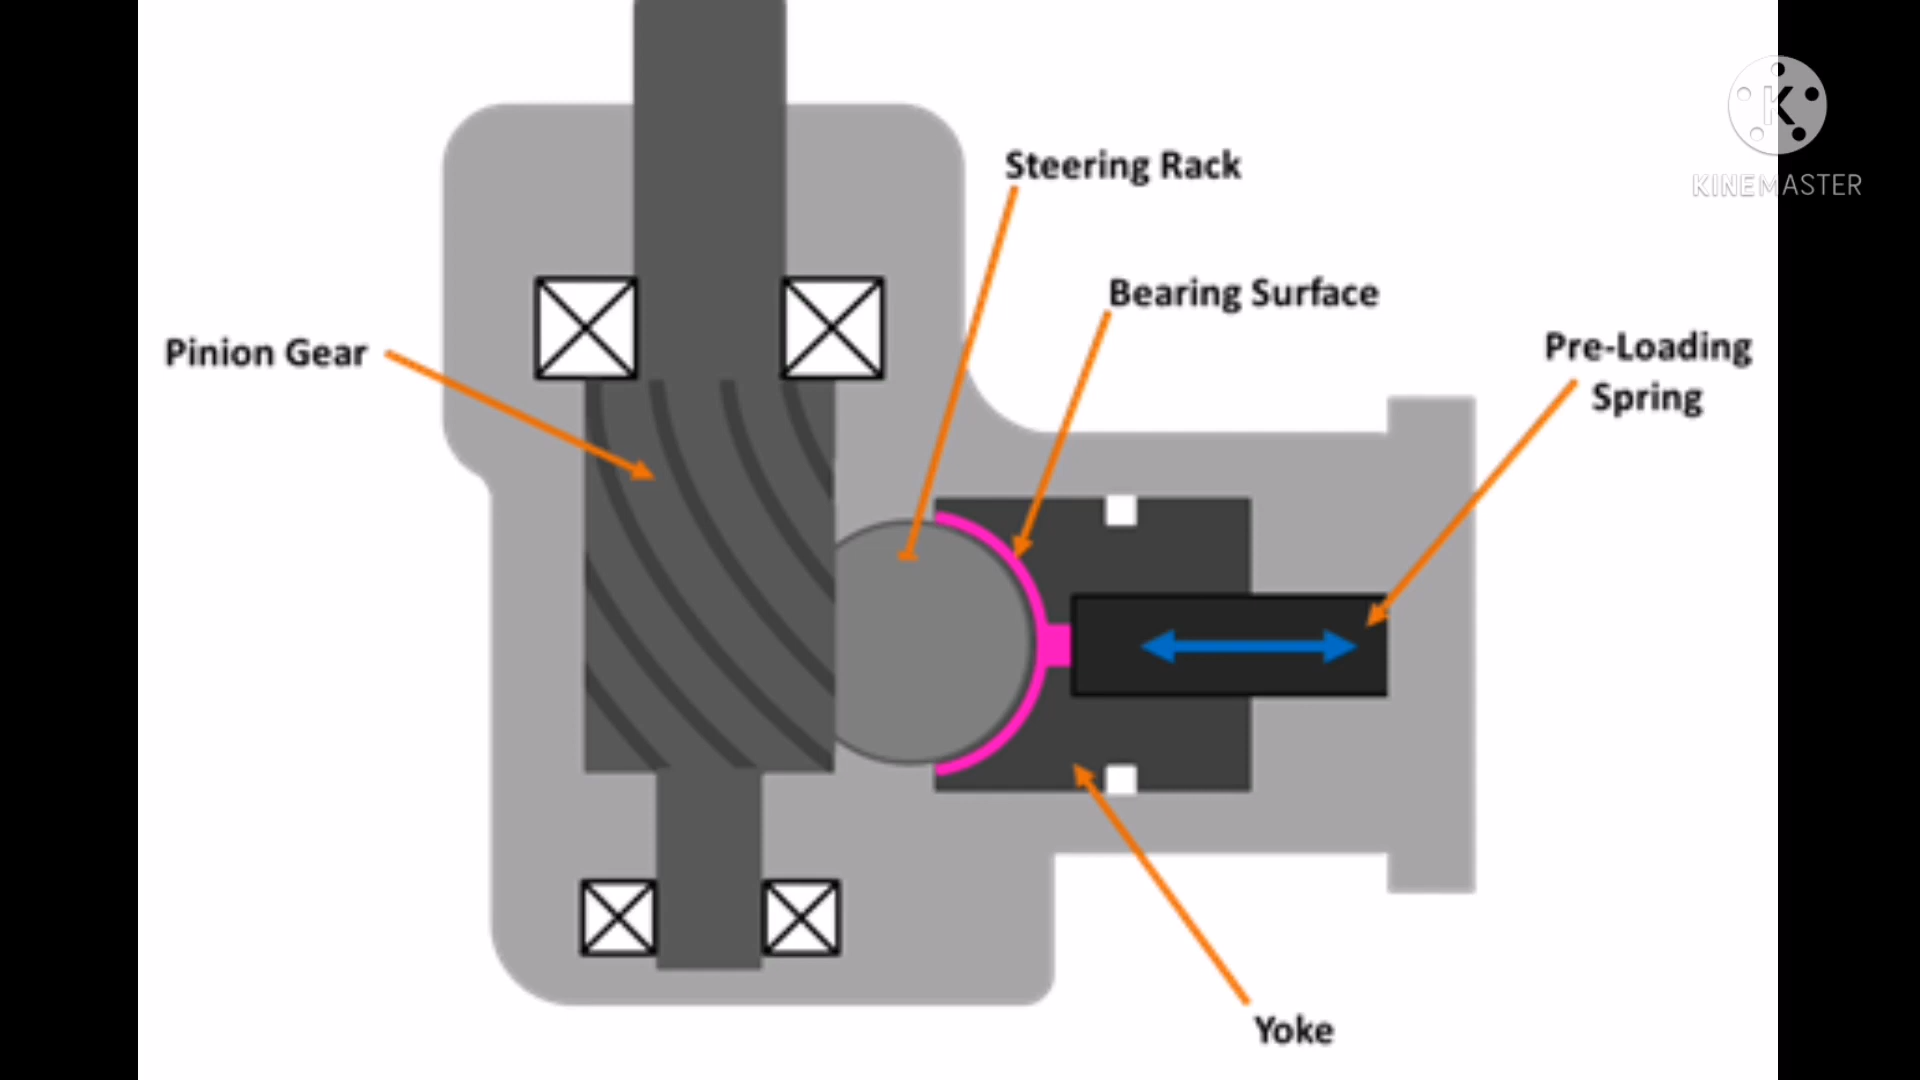 Steering Rack
Bearing Surface
Pinion Gear
Pre-Loading
Spring
Yoke
K
KINEMASTER